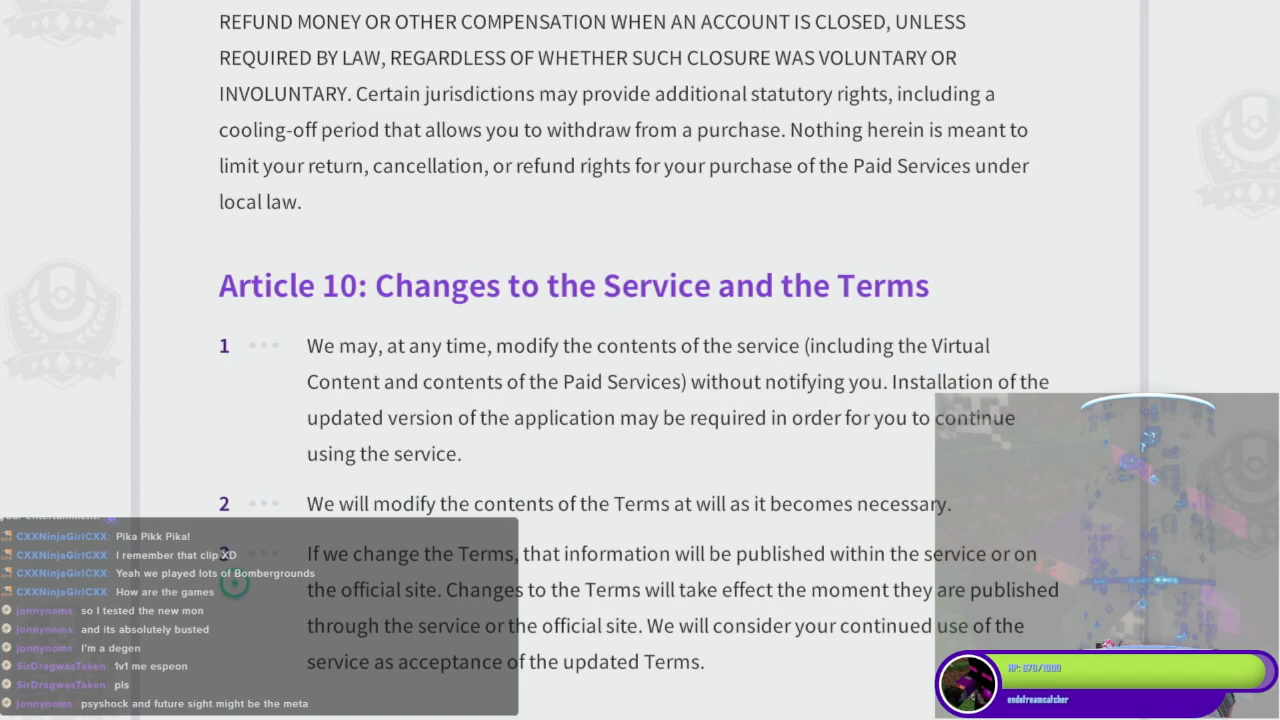 REFUND MONEY OR OTHER COMPENSATION WHEN AN ACCOUNT IS CLOSED, UNLESS
REQUIRED BY LAW, REGARDLESS OF WHETHER SUCH CLOSURE WAS VOLUNTARY OR
INVOLUNTARY. Certain jurisdictions may provide additional statutory rights, including a
cooling-off period that allows you to withdraw from a purchase. Nothing herein is meant to
limit your return, cancellation, or refund rights for your purchase of the Paid Services under
local law.
Article 10: Changes to the Service and the Terms
1 We may, at any time, modify the contents of the service (including the Virtual
Content and contents of the Paid Services) without notifying you. Installation of the
updated version of the application may be required in order for you to continue
using the service.
2 We will modify the contents of the Terms at will as it becomes necessary.
3 If we change the Terms, that information will be published within the service or on
the official site. Changes to the Terms will take effect the moment they are published
through the service or the official site. We will consider your continued use of the
service as acceptance of the updated Terms.
your entertainment!
CXXNinjaGirlCXX: Pika Pikk Pika!
CXXNinjaGirlCXX: I remember that clip XD
CXXNinjaGirlCXX: Yeah we played lots of Bombergrounds
CXXNinjaGirlCXX: How are the games
jonnynoms: so I tested the new mon
jonnynoms: and its absolutely busted
jonnynoms: I'm a degen
SirDragwasTaken: 1v1 me espeon
SirDragwasTaken: pls
jonnynoms: psyshock and future sight might be the meta
HP: 970/1000
endstreamcatcher